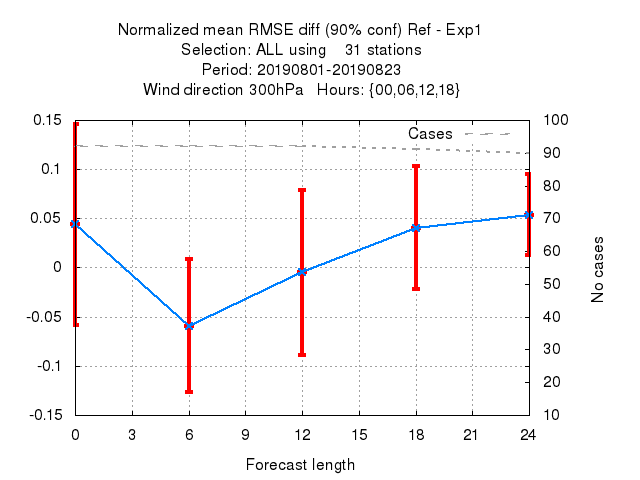 Normalized mean RMSE diff (90% conf) Ref - Exp1
Selection: ALL using    31 stations
Period: 20190801-20190823
Wind direction 300hPa   Hours: {00,06,12,18}
0.15
0.1
0.05
0
-0.05
-0.1
-0.15
Cases
100
90
80
70
60
50
40
30
20
10
No cases
0 3 6 9 12 15 18 21 24
Forecast length